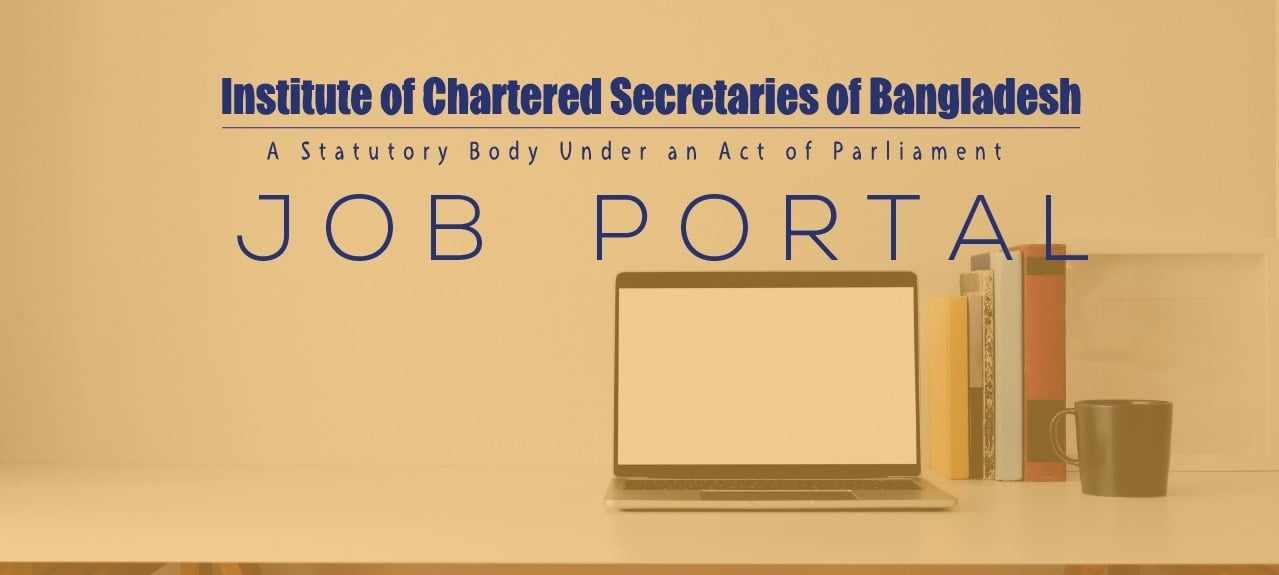 Institute of Chartered Secretaries of Bangladesh
A Statutory Body Under an Act of Parliament
JOB PORTAL